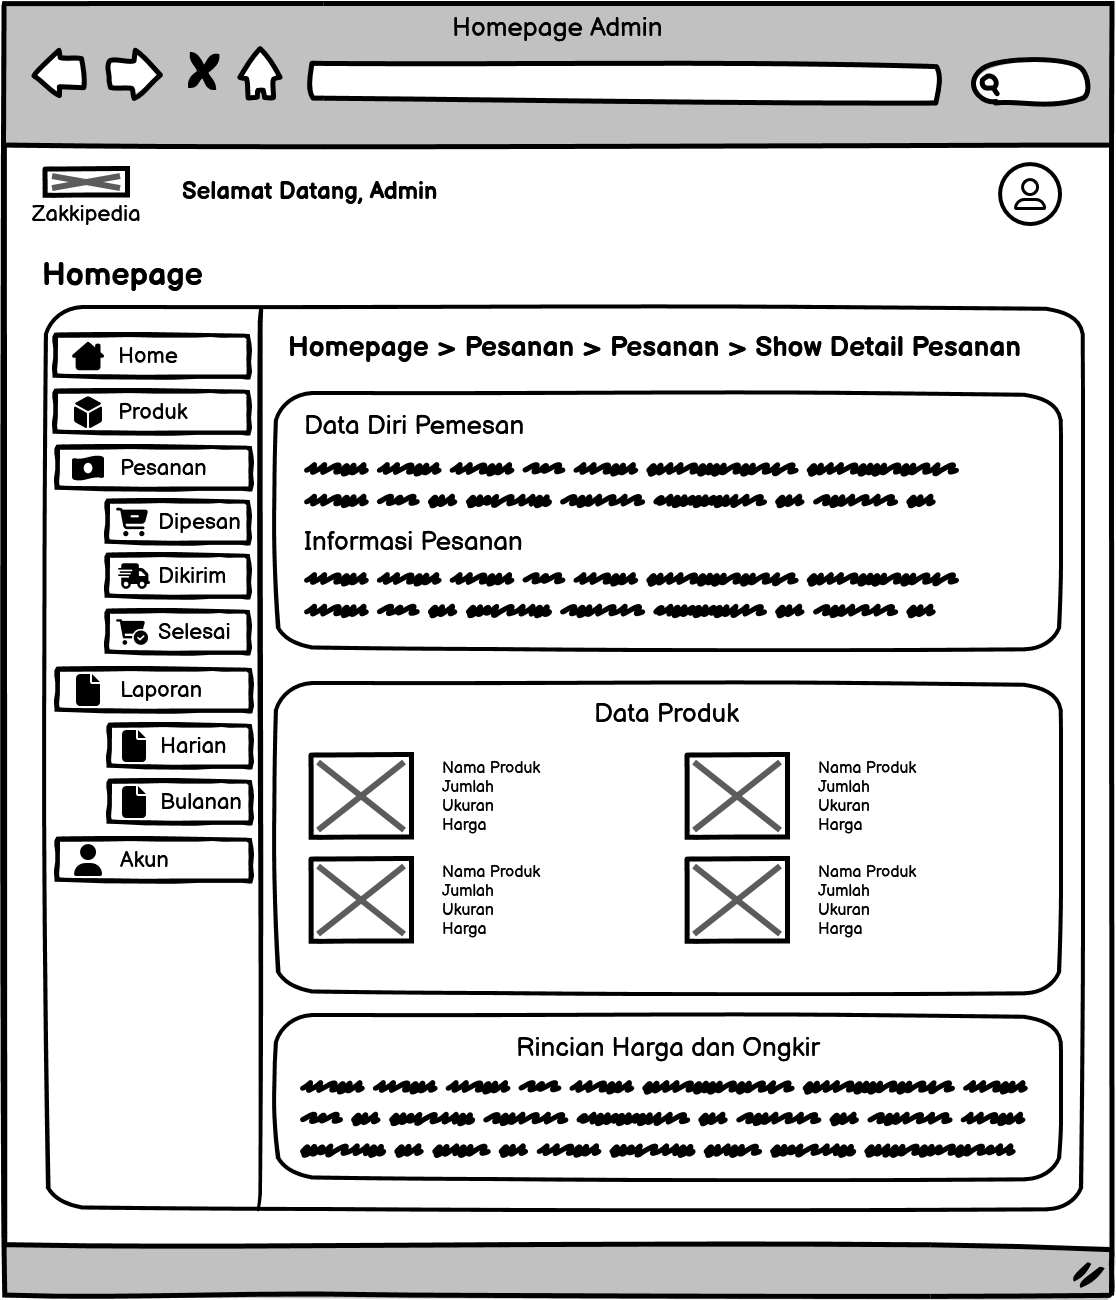 Homepage Admin
Zakkipedia
Selamat Datang, Admin
Homepage
Home
Produk
Pesanan
Dipesan
Dikirim
Selesai
Laporan
Harian
Bulanan
Akun
Homepage > Pesanan > Pesanan > Show Detail Pesanan
Data Diri Pemesan
Informasi Pesanan
Data Produk
Nama Produk
Jumlah
Ukuran
Harga
Nama Produk
Jumlah
Ukuran
Harga
Nama Produk
Jumlah
Ukuran
Harga
Nama Produk
Jumlah
Ukuran
Harga
Rincian Harga dan Ongkir